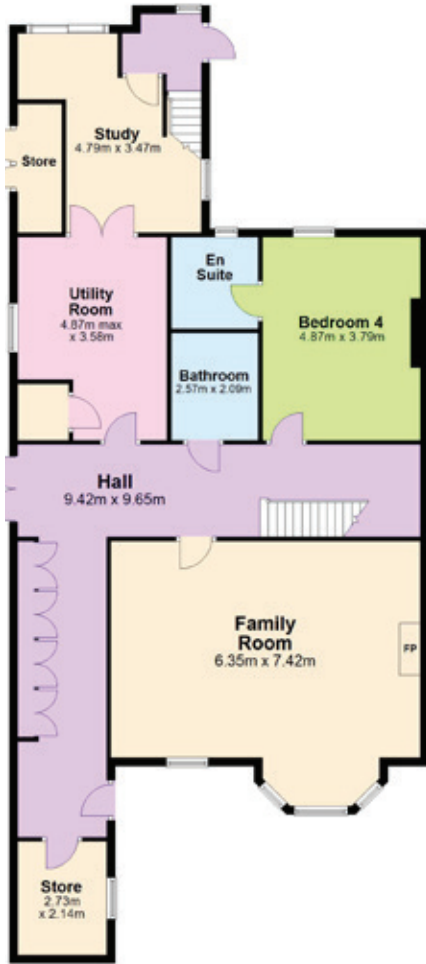 Study
4.79m x 3.47m
Store
En
Suite
Utility
Room
4.87m max
x 3.58m
Bedroom 4
4.87m x 3.79m
Bathroom
2.57m x 2.09m
Hall
9.42m x 9.65m
Family
Room
6.35m x 7.42m
FP
Store
2.73m
x 2.14m